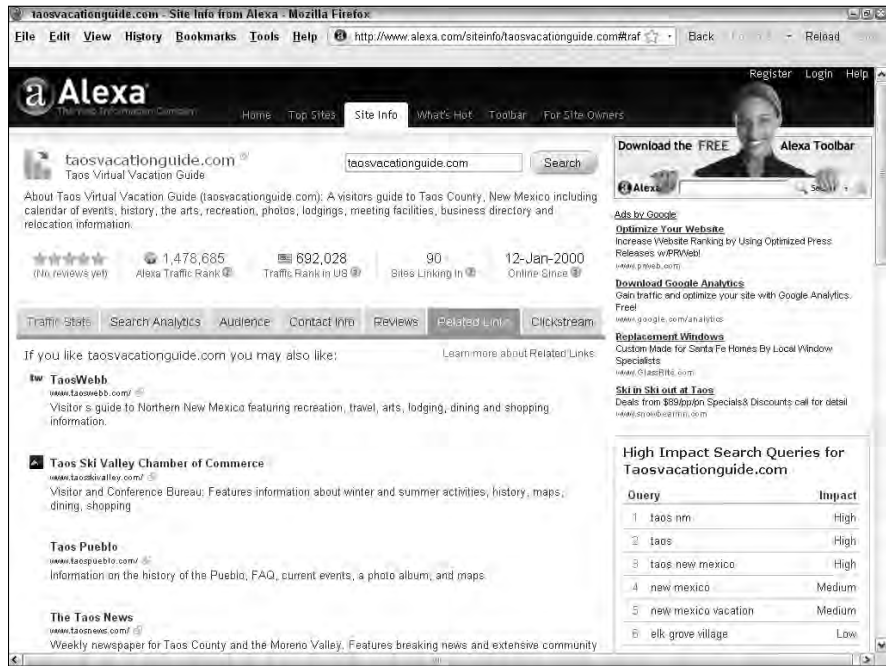 taosvacationguide.com - Site Info from Alexa - Mozilla Firefox
File Edit View History Bookmarks Tools Help http://www.alexa.com/siteinfo/taosvacationguide.com#traf Back Reload
Register Login Help
Alexa
The Web Information Company
Home Top Sites Site Info What's Hot Toolbar For Site Owners
taosvacationguide.com
Taos Virtual Vacation Guide
taosvacationguide.com Search
About Taos Virtual Vacation Guide (taosvacationguide.com): A visitors guide to Taos County, New Mexico including
calendar of events, history, the arts, recreation, photos, lodgings, meeting facilities, business directory and
relocation information.
(No reviews yet)
1,478,685
Alexa Traffic Rank
692,028
Traffic Rank in US
90
Sites Linking In
12-Jan-2000
Online Since
Traffic Stats Search Analytics Audience Contact Info Reviews Related Links Clickstream
If you like taosvacationguide.com you may also like: Learn more about Related Links
tw TaosWebb
www.taoswebb.com/
Visitor s guide to Northern New Mexico featuring recreation, travel, arts, lodging, dining and shopping
information.
Taos Ski Valley Chamber of Commerce
www.taosskivalley.com/
Visitor and Conference Bureau: Features information about winter and summer activities, history, maps,
dining, shopping
Taos Pueblo
www.taospueblo.com/
Information on the history of the Pueblo, FAQ, current events, a photo album, and maps
The Taos News
www.taosnews.com/
Weekly newspaper for Taos County and the Moreno Valley. Features breaking news and extensive community
Download the FREE Alexa Toolbar
Alexa Search
Ads by Google
Optimize Your Website
Increase Website Ranking by Using Optimized Press
Releases w/PRWeb!
www.prweb.com
Download Google Analytics
Gain traffic and optimize your site with Google Analytics.
Free!
www.google.com/analytics
Replacement Windows
Custom Made for Santa Fe Homes By Local Window
Specialists
www.GlassRite.com
Ski in Ski out at Taos
Deals from $89/pp/pn Specials& Discounts call for detail
www.snowbearinn.com
High Impact Search Queries for
Taosvacationguide.com
Query Impact
1 taos nm High
2 taos High
3 taos new mexico High
4 new mexico Medium
5 new mexico vacation Medium
6 elk grove village Low